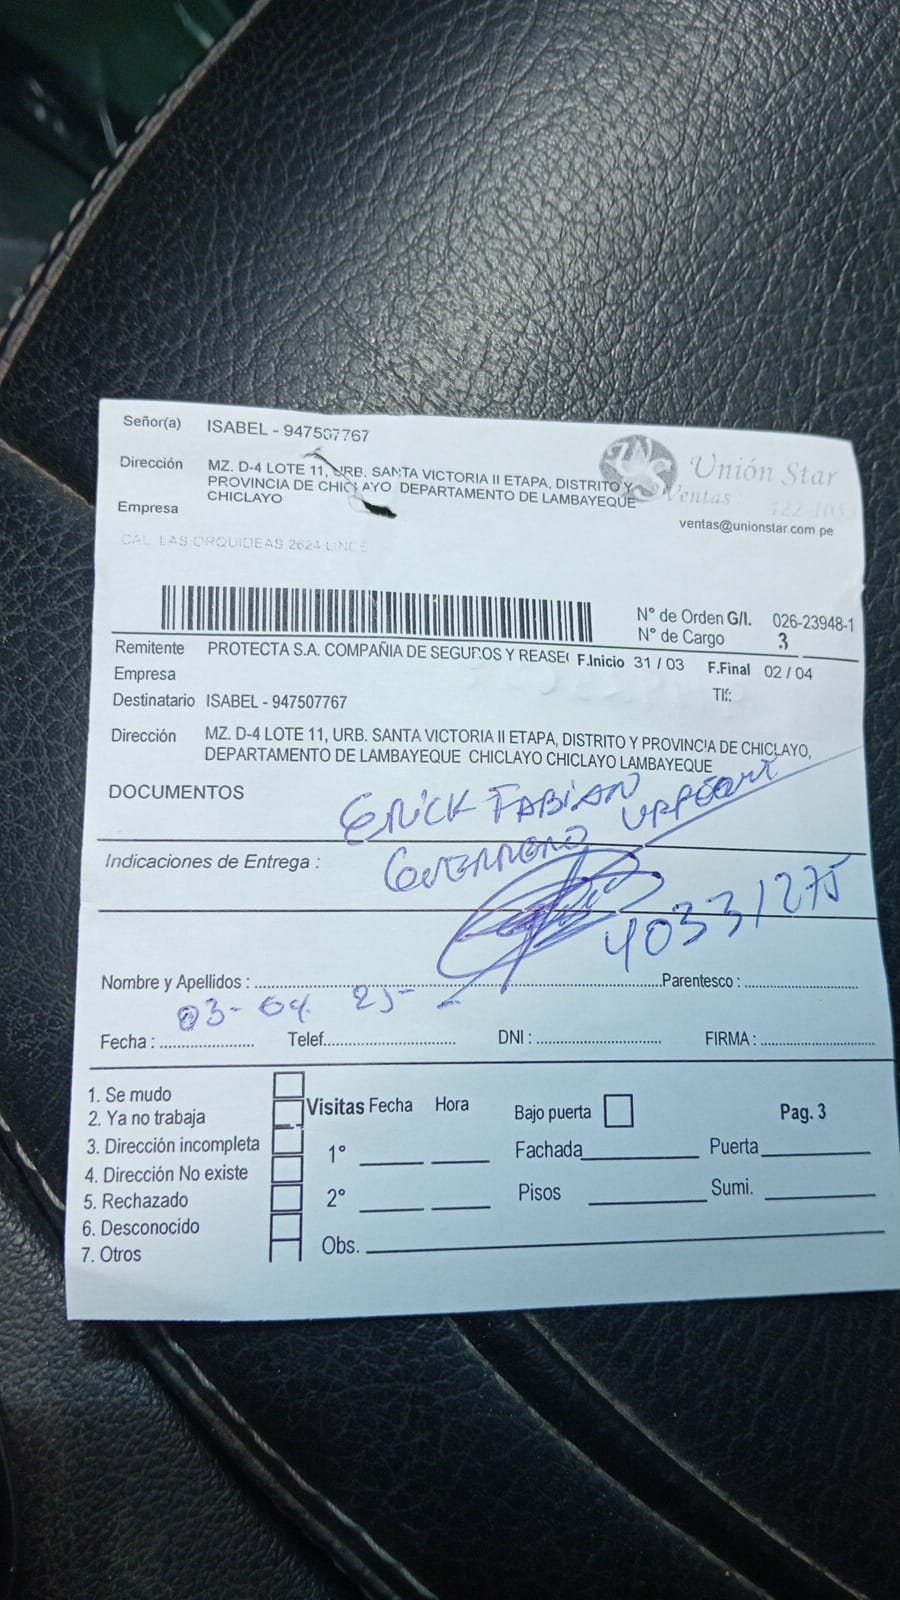 Señor(a) ISABEL - 947507767
Unión Star
Ventas
422-1053
ventas@unionstar.com.pe
Dirección MZ. D-4 LOTE 11, URB. SANTA VICTORIA II ETAPA, DISTRITO Y
PROVINCIA DE CHICLAYO DEPARTAMENTO DE LAMBAYEQUE
CHICLAYO
Empresa
CAL LAS ORQUIDEAS 2624 LINCE
N° de Orden G/I. 026-23948-1
N° de Cargo 3
Remitente PROTECTA S.A. COMPAÑIA DE SEGUROS Y REASE F.Inicio 31 / 03 F.Final 02 / 04
Empresa Tlf:
Destinatario ISABEL - 947507767
Dirección MZ. D-4 LOTE 11, URB. SANTA VICTORIA II ETAPA, DISTRITO Y PROVINCIA DE CHICLAYO,
DEPARTAMENTO DE LAMBAYEQUE CHICLAYO CHICLAYO LAMBAYEQUE
DOCUMENTOS
ERICK FABIAN
GUERRERO
Indicaciones de Entrega :
40331275
Nombre y Apellidos : Parentesco :
03-04 25-
Fecha : Telef. DNI : FIRMA :
1. Se mudo
2. Ya no trabaja
3. Dirección incompleta
4. Dirección No existe
5. Rechazado
6. Desconocido
7. Otros
Visitas Fecha Hora
1°
2°
Obs.
Bajo puerta
Pag. 3
Fachada Puerta
Pisos Sumi.